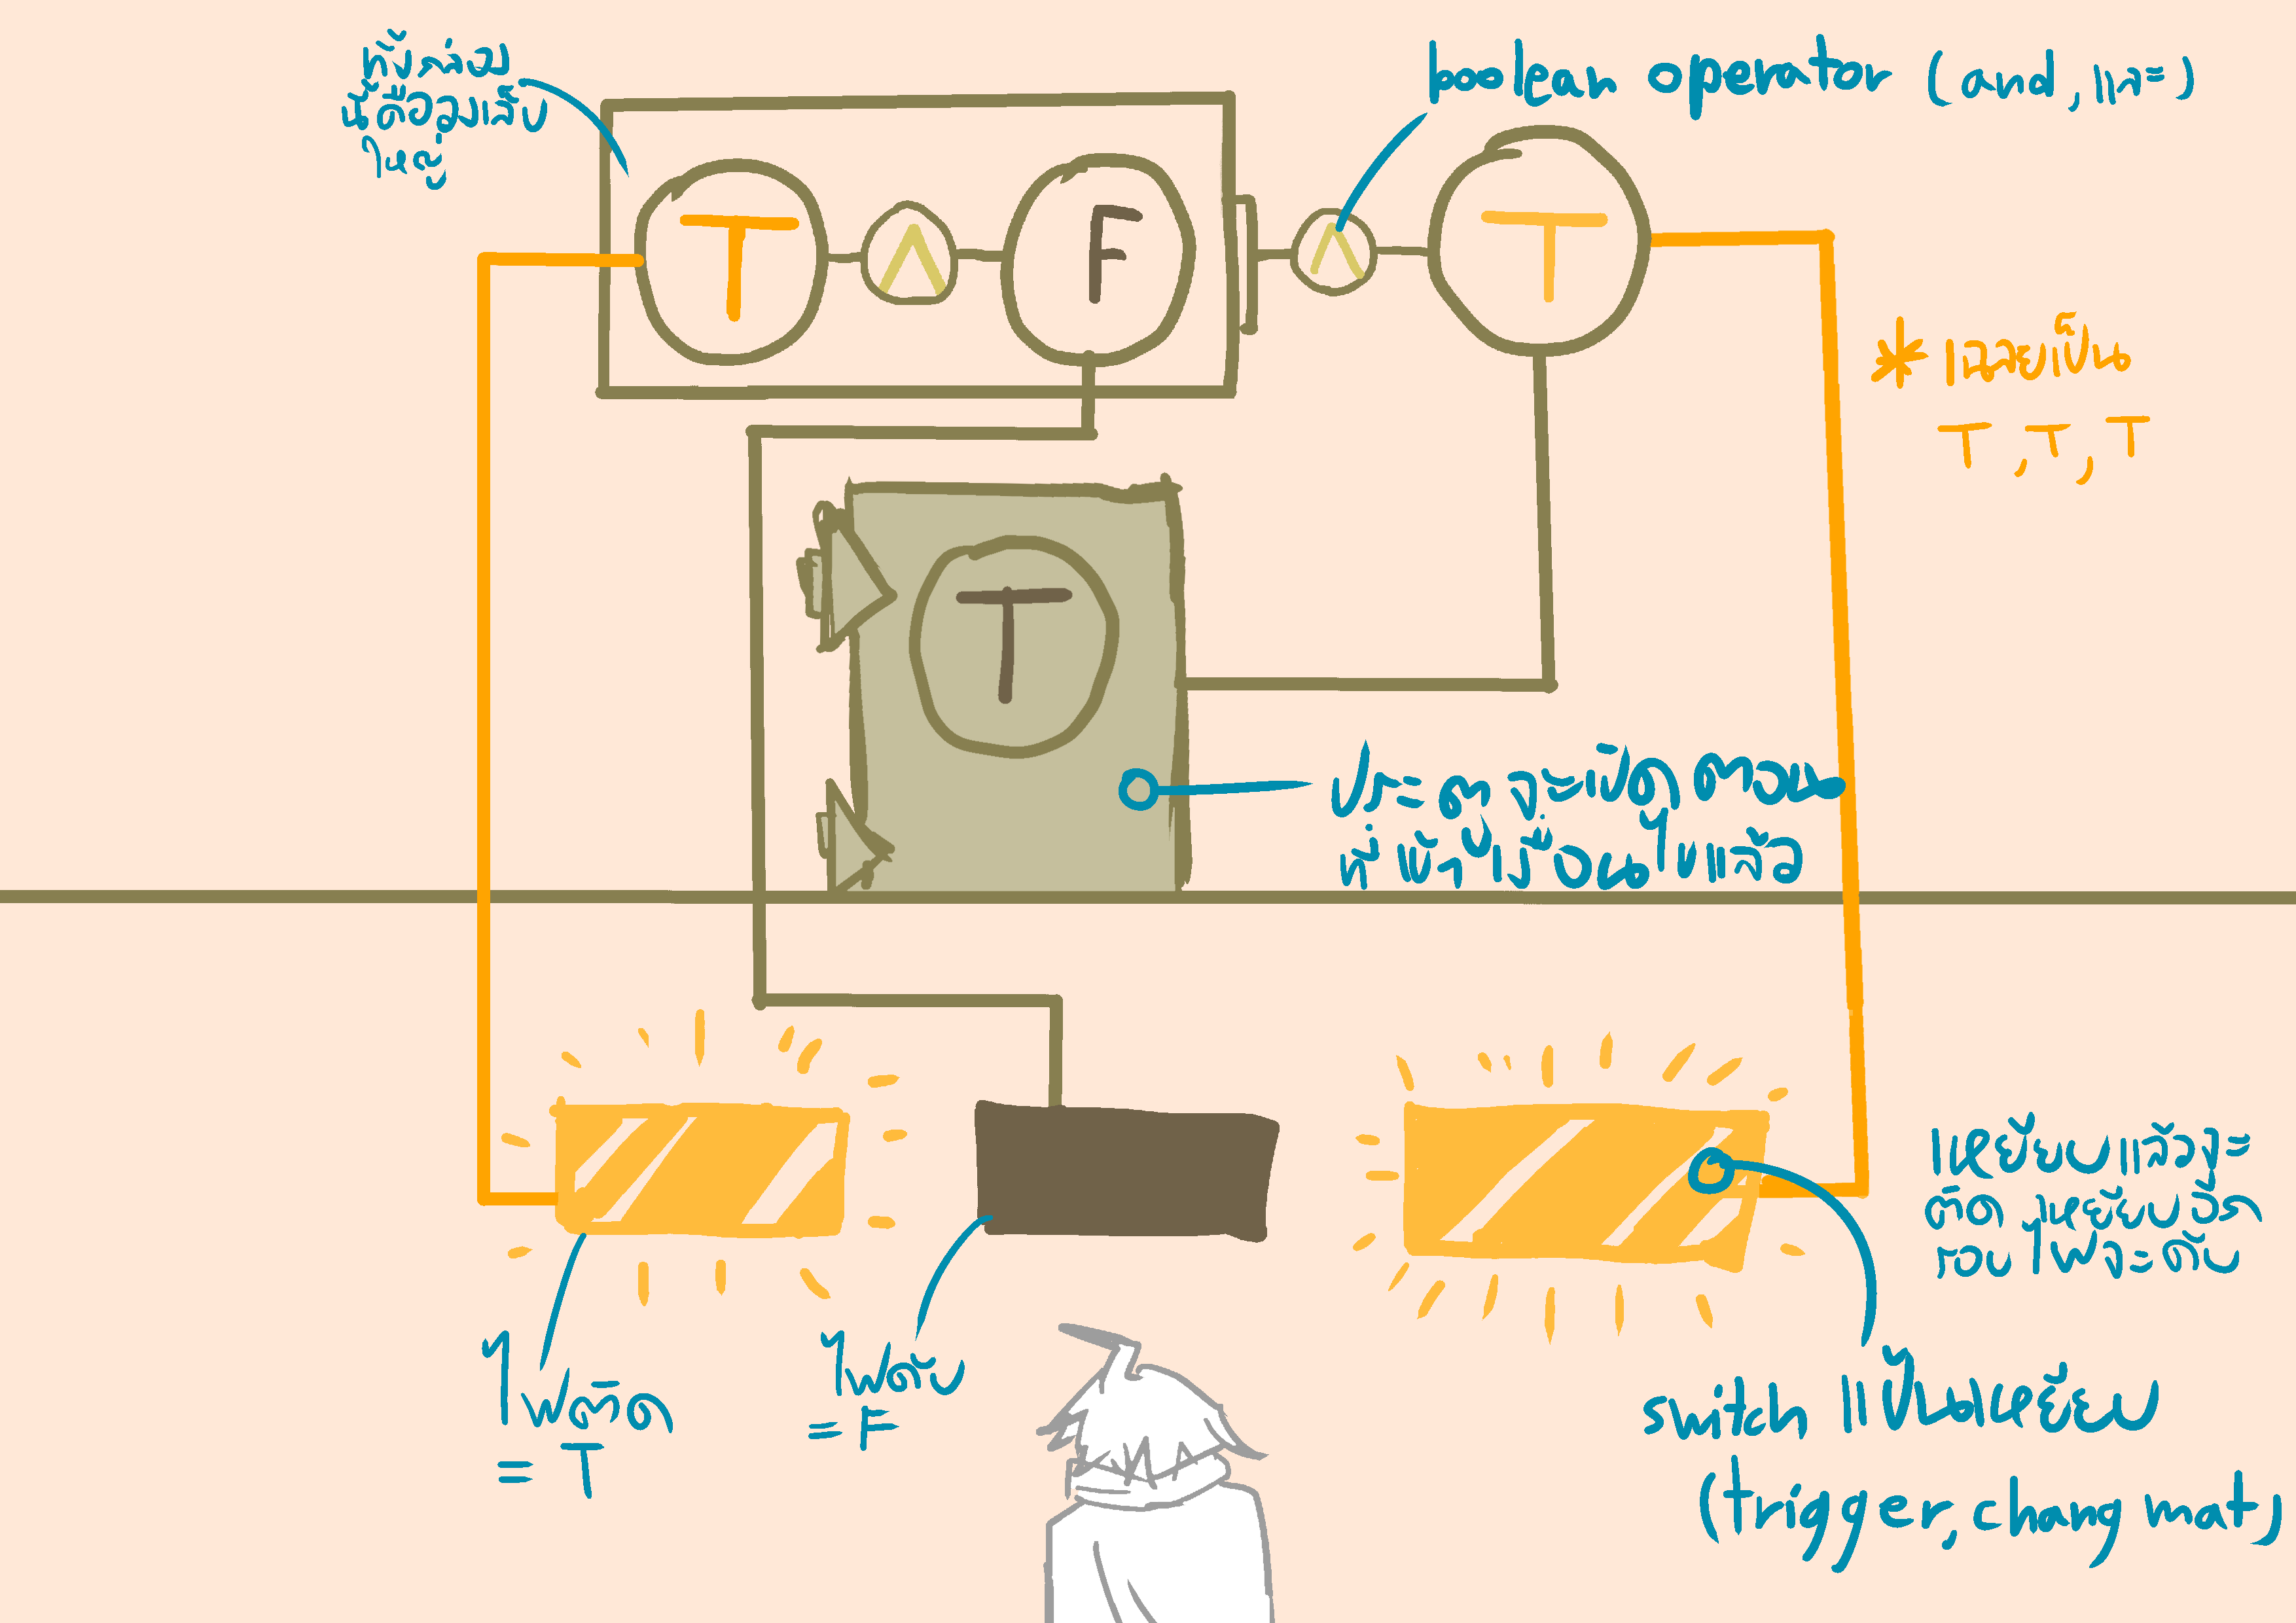 ทั้งกล่อง
นี้คือวงเล็บ
ใหญ่
boolean operator (and, และ)
T ∧ F ∧ T
* เฉลยเป็น
T, T, T
T
ประตูจะเปิดตอน
ที่เข้าเงื่อนไขแล้ว
เหยียบแล้วจะ
ติด เหยียบอีก
รอบไฟจะดับ
ไฟติด
= T
ไฟดับ
= F
switch แป้นเหยียบ
(trigger, chang mat)